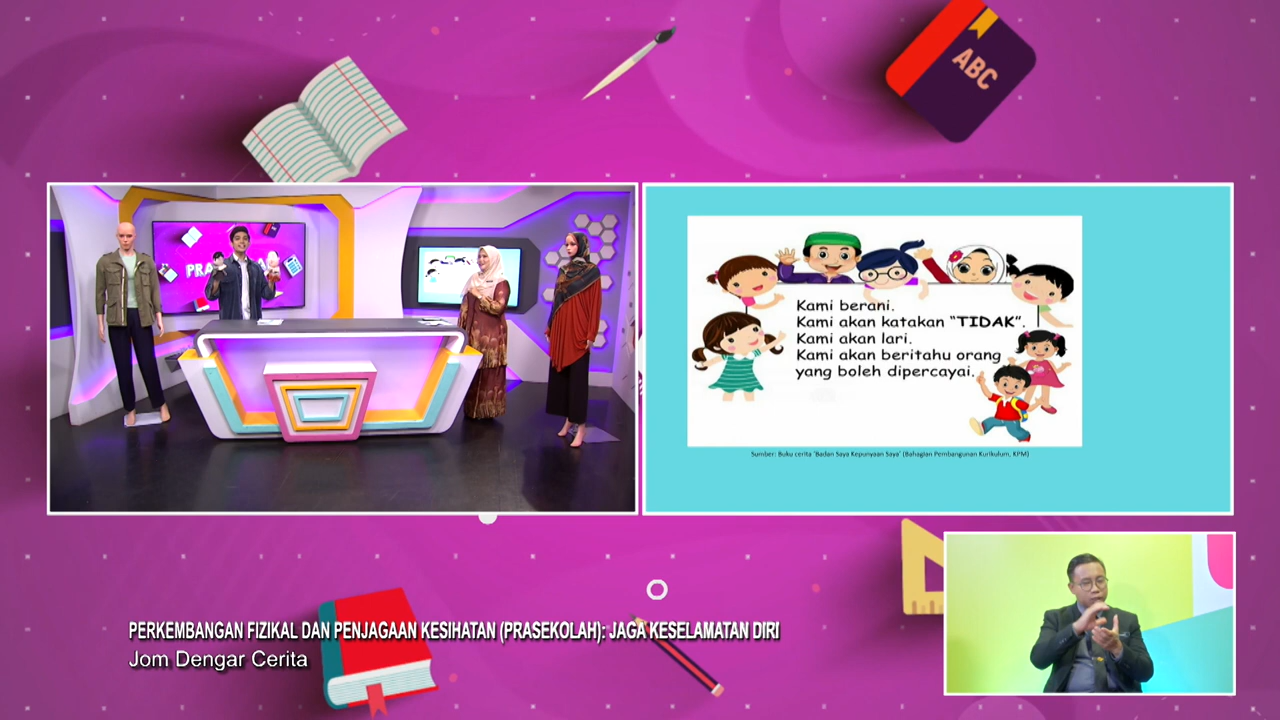 ABC
PRA
Kami berani.
Kami akan katakan “TIDAK”.
Kami akan lari.
Kami akan beritahu orang
yang boleh dipercayai.
Sumber: Buku cerita 'Badan Saya Kepunyaan Saya' (Bahagian Pembangunan Kurikulum, KPM)
PERKEMBANGAN FIZIKAL DAN PENJAGAAN KESIHATAN (PRASEKOLAH): JAGA KESELAMATAN DIRI
Jom Dengar Cerita